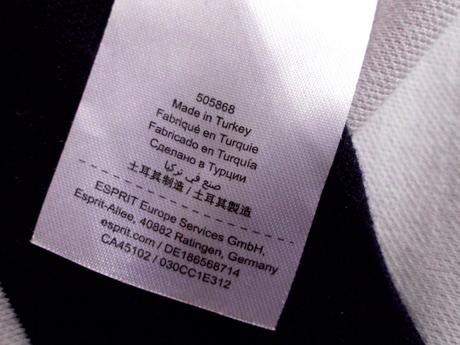 505868
Made in Turkey
Fabriqué en Turquie
Fabricado en Turquía
Сделано в Турции
صنع في تركيا
土耳其制造 / 土耳其製造
ESPRIT Europe Services GmbH,
Esprit-Allee, 40882 Ratingen, Germany
esprit.com / DE186568714
CA45102 / 030CC1E312